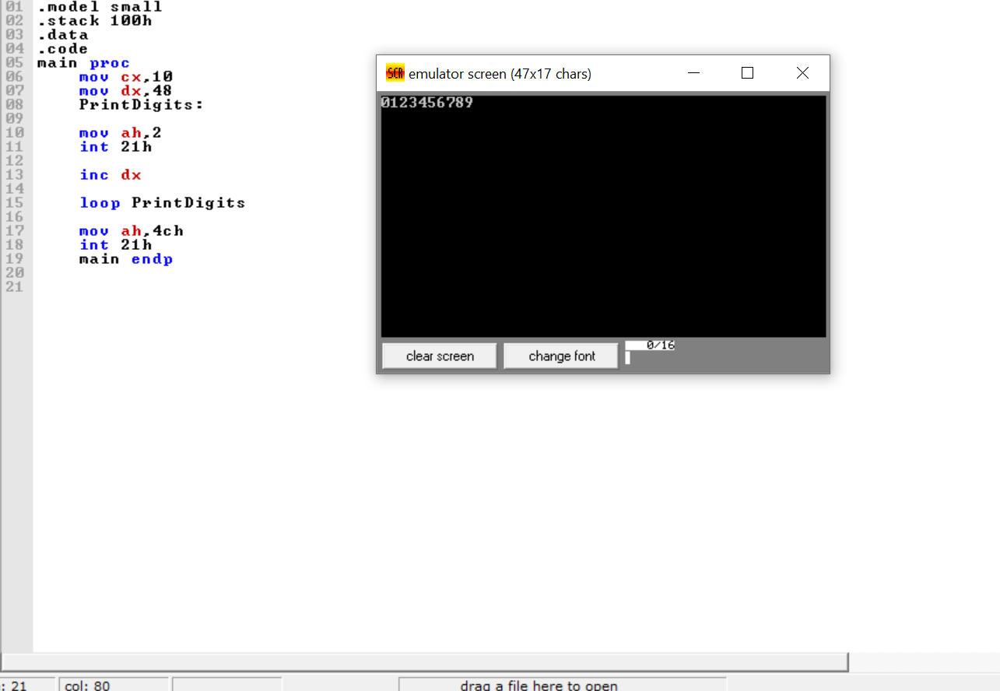 01 .model small
02 .stack 100h
03 .data
04 .code
05 main proc
06 mov cx,10
07 mov dx,48
08 PrintDigits:
09
10 mov ah,2
11 int 21h
12
13 inc dx
14
15 loop PrintDigits
16
17 mov ah,4ch
18 int 21h
19 main endp
20
21
SCR emulator screen (47x17 chars)
0123456789
clear screen change font 0/16
: 21 col: 80 drag a file here to open